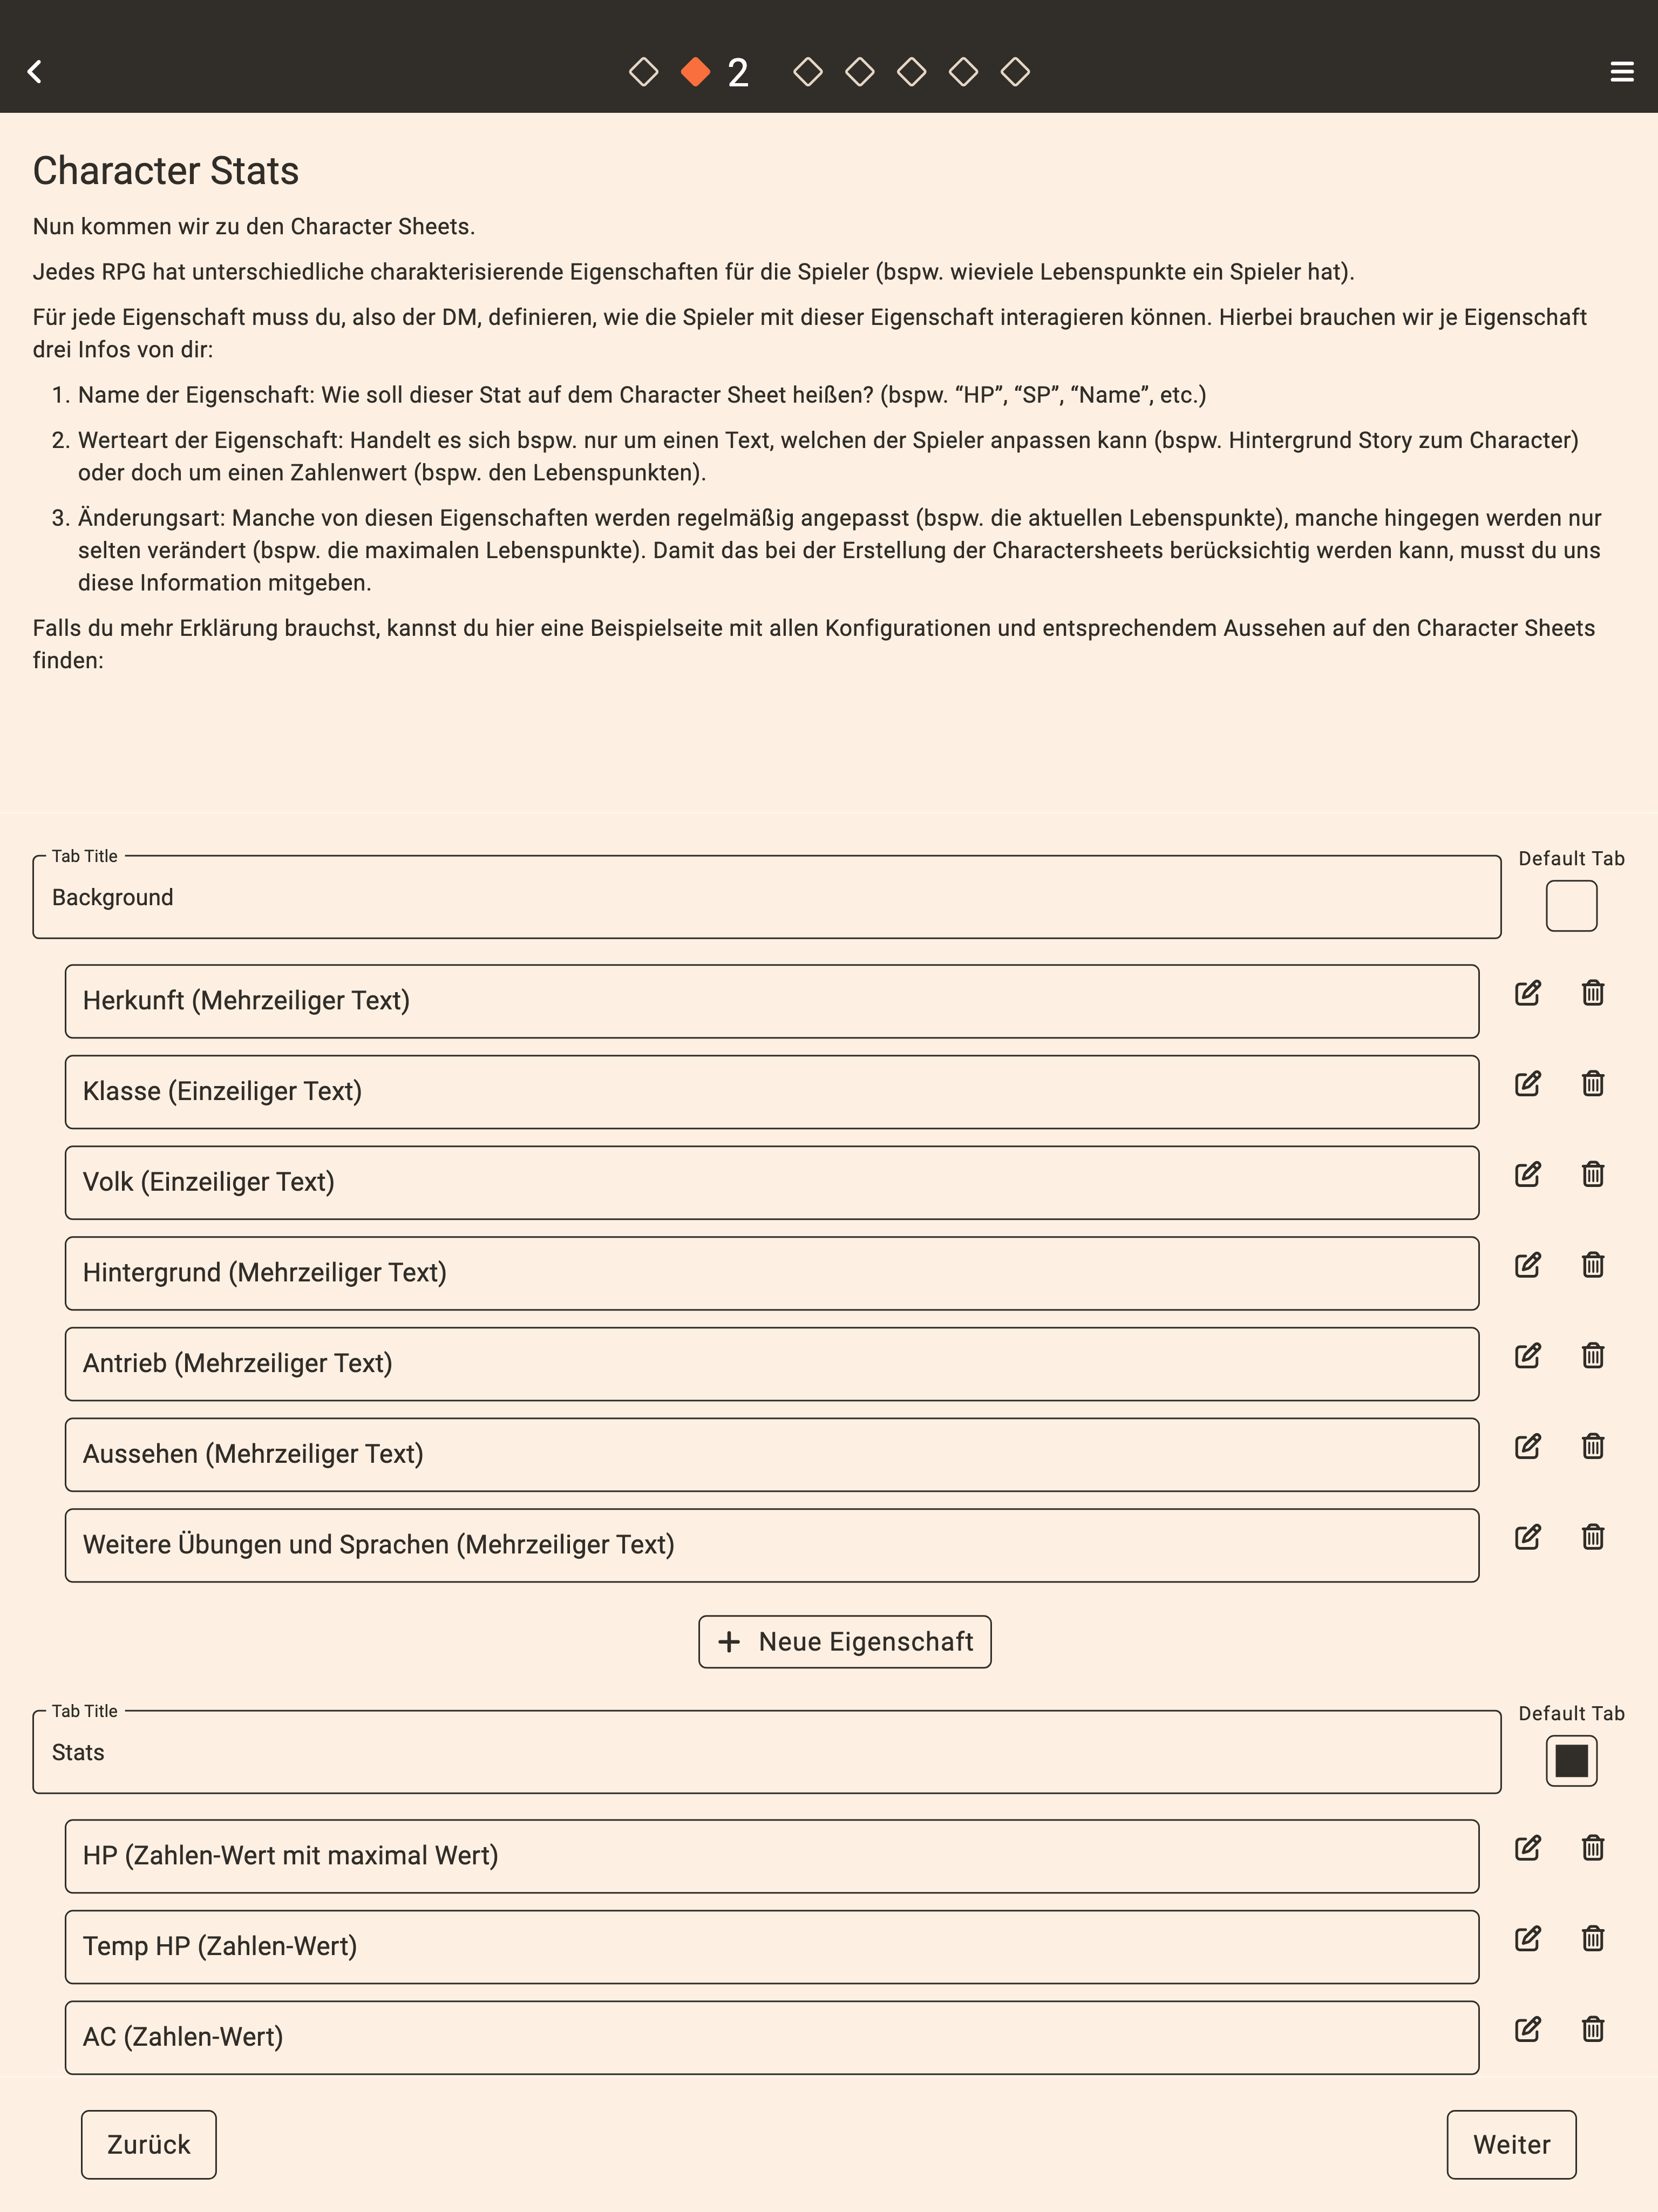 2
Character Stats
Nun kommen wir zu den Character Sheets.
Jedes RPG hat unterschiedliche charakterisierende Eigenschaften für die Spieler (bspw. wieviele Lebenspunkte ein Spieler hat).
Für jede Eigenschaft muss du, also der DM, definieren, wie die Spieler mit dieser Eigenschaft interagieren können. Hierbei brauchen wir je Eigenschaft
drei Infos von dir:
1. Name der Eigenschaft: Wie soll dieser Stat auf dem Character Sheet heißen? (bspw. “HP”, “SP”, “Name”, etc.)
2. Werteart der Eigenschaft: Handelt es sich bspw. nur um einen Text, welchen der Spieler anpassen kann (bspw. Hintergrund Story zum Character)
oder doch um einen Zahlenwert (bspw. den Lebenspunkten).
3. Änderungsart: Manche von diesen Eigenschaften werden regelmäßig angepasst (bspw. die aktuellen Lebenspunkte), manche hingegen werden nur
selten verändert (bspw. die maximalen Lebenspunkte). Damit das bei der Erstellung der Charactersheets berücksichtig werden kann, musst du uns
diese Information mitgeben.
Falls du mehr Erklärung brauchst, kannst du hier eine Beispielseite mit allen Konfigurationen und entsprechendem Aussehen auf den Character Sheets
finden:
Tab Title
Default Tab
Background
Herkunft (Mehrzeiliger Text)
Klasse (Einzeiliger Text)
Volk (Einzeiliger Text)
Hintergrund (Mehrzeiliger Text)
Antrieb (Mehrzeiliger Text)
Aussehen (Mehrzeiliger Text)
Weitere Übungen und Sprachen (Mehrzeiliger Text)
Neue Eigenschaft
Tab Title
Default Tab
Stats
HP (Zahlen-Wert mit maximal Wert)
Temp HP (Zahlen-Wert)
AC (Zahlen-Wert)
Zurück
Weiter